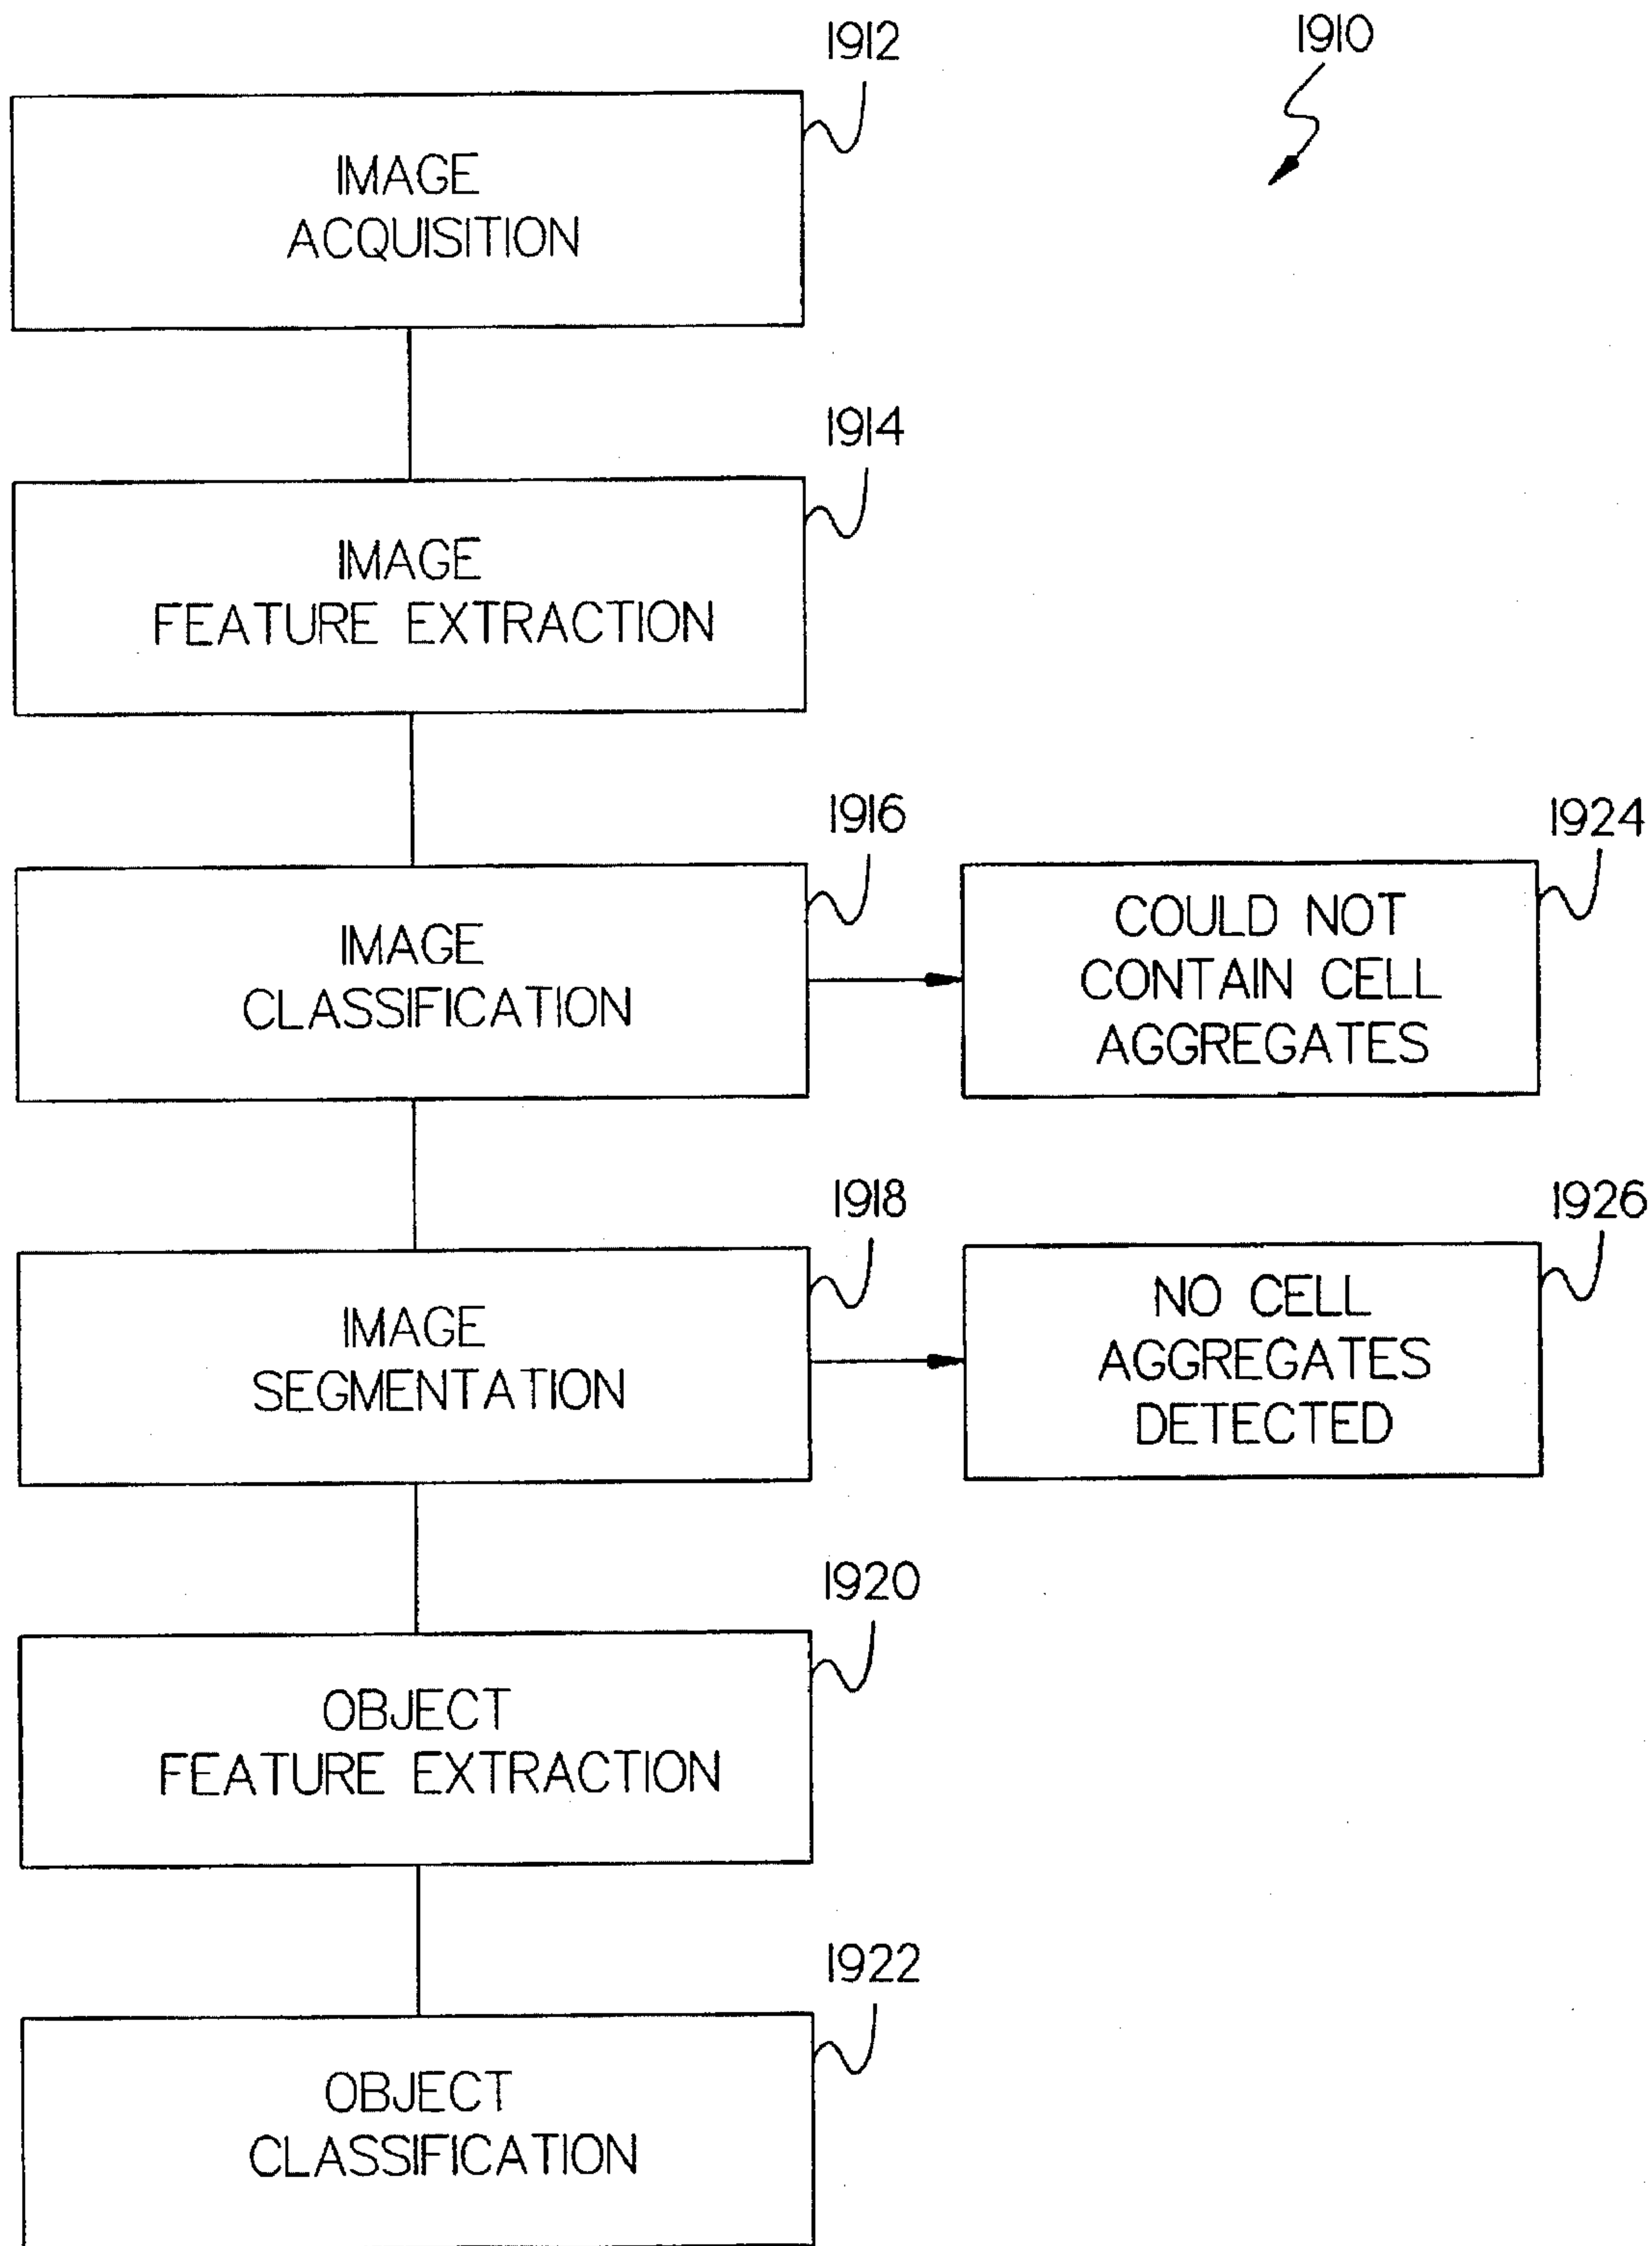 1912
1910
IMAGE
ACQUISITION
1914
IMAGE
FEATURE EXTRACTION
1916
IMAGE
CLASSIFICATION
1924
COULD NOT
CONTAIN CELL
AGGREGATES
1918
IMAGE
SEGMENTATION
1926
NO CELL
AGGREGATES
DETECTED
1920
OBJECT
FEATURE EXTRACTION
1922
OBJECT
CLASSIFICATION